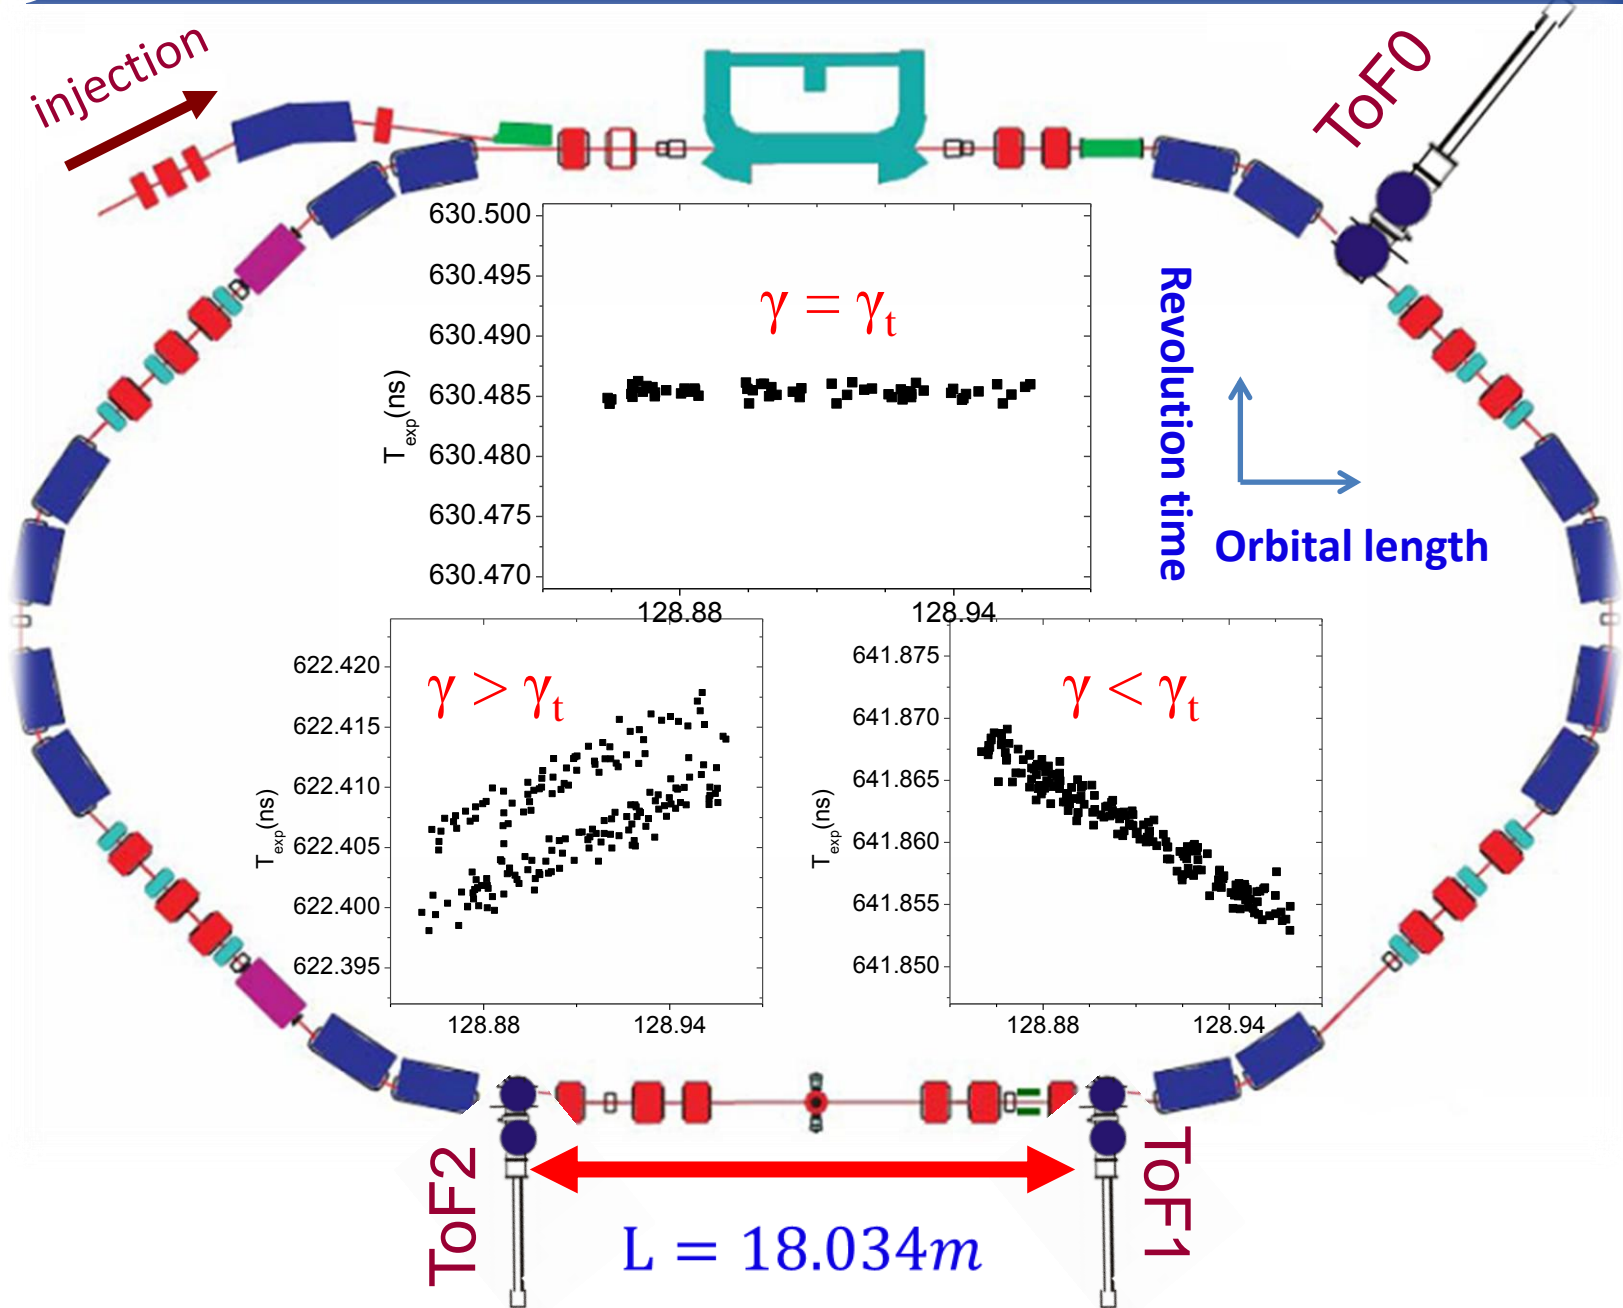 injection
ToF0
630.500
630.495
630.490
630.485
630.480
630.475
630.470
T_exp(ns)
γ = γ_t
128.88
128.94
Revolution time
Orbital length
622.420
622.415
622.410
622.405
622.400
622.395
T_exp(ns)
γ > γ_t
128.88
128.94
641.875
641.870
641.865
641.860
641.855
641.850
T_exp(ns)
γ < γ_t
128.88
128.94
ToF2
ToF1
L = 18.034m